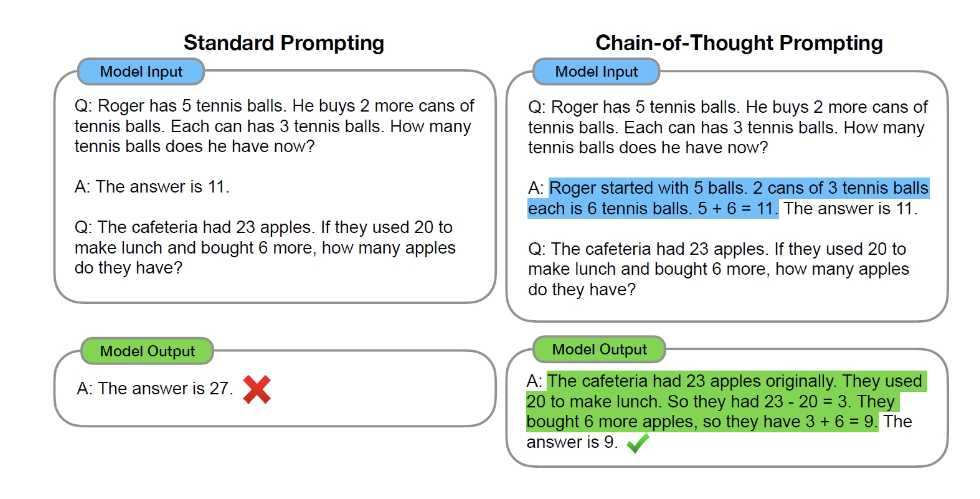 Standard Prompting
Model Input
Q: Roger has 5 tennis balls. He buys 2 more cans of
tennis balls. Each can has 3 tennis balls. How many
tennis balls does he have now?
A: The answer is 11.
Q: The cafeteria had 23 apples. If they used 20 to
make lunch and bought 6 more, how many apples
do they have?
Model Output
A: The answer is 27.
Chain-of-Thought Prompting
Model Input
Q: Roger has 5 tennis balls. He buys 2 more cans of
tennis balls. Each can has 3 tennis balls. How many
tennis balls does he have now?
A: Roger started with 5 balls. 2 cans of 3 tennis balls
each is 6 tennis balls. 5 + 6 = 11. The answer is 11.
Q: The cafeteria had 23 apples. If they used 20 to
make lunch and bought 6 more, how many apples
do they have?
Model Output
A: The cafeteria had 23 apples originally. They used
20 to make lunch. So they had 23 - 20 = 3. They
bought 6 more apples, so they have 3 + 6 = 9. The
answer is 9.